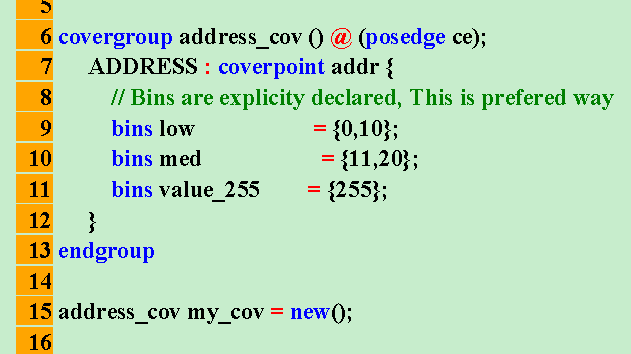 5
6 covergroup address_cov () @ (posedge ce);
7 ADDRESS : coverpoint addr {
8 // Bins are explicity declared, This is prefered way
9 bins low = {0,10};
10 bins med = {11,20};
11 bins value_255 = {255};
12 }
13 endgroup
14
15 address_cov my_cov = new();
16